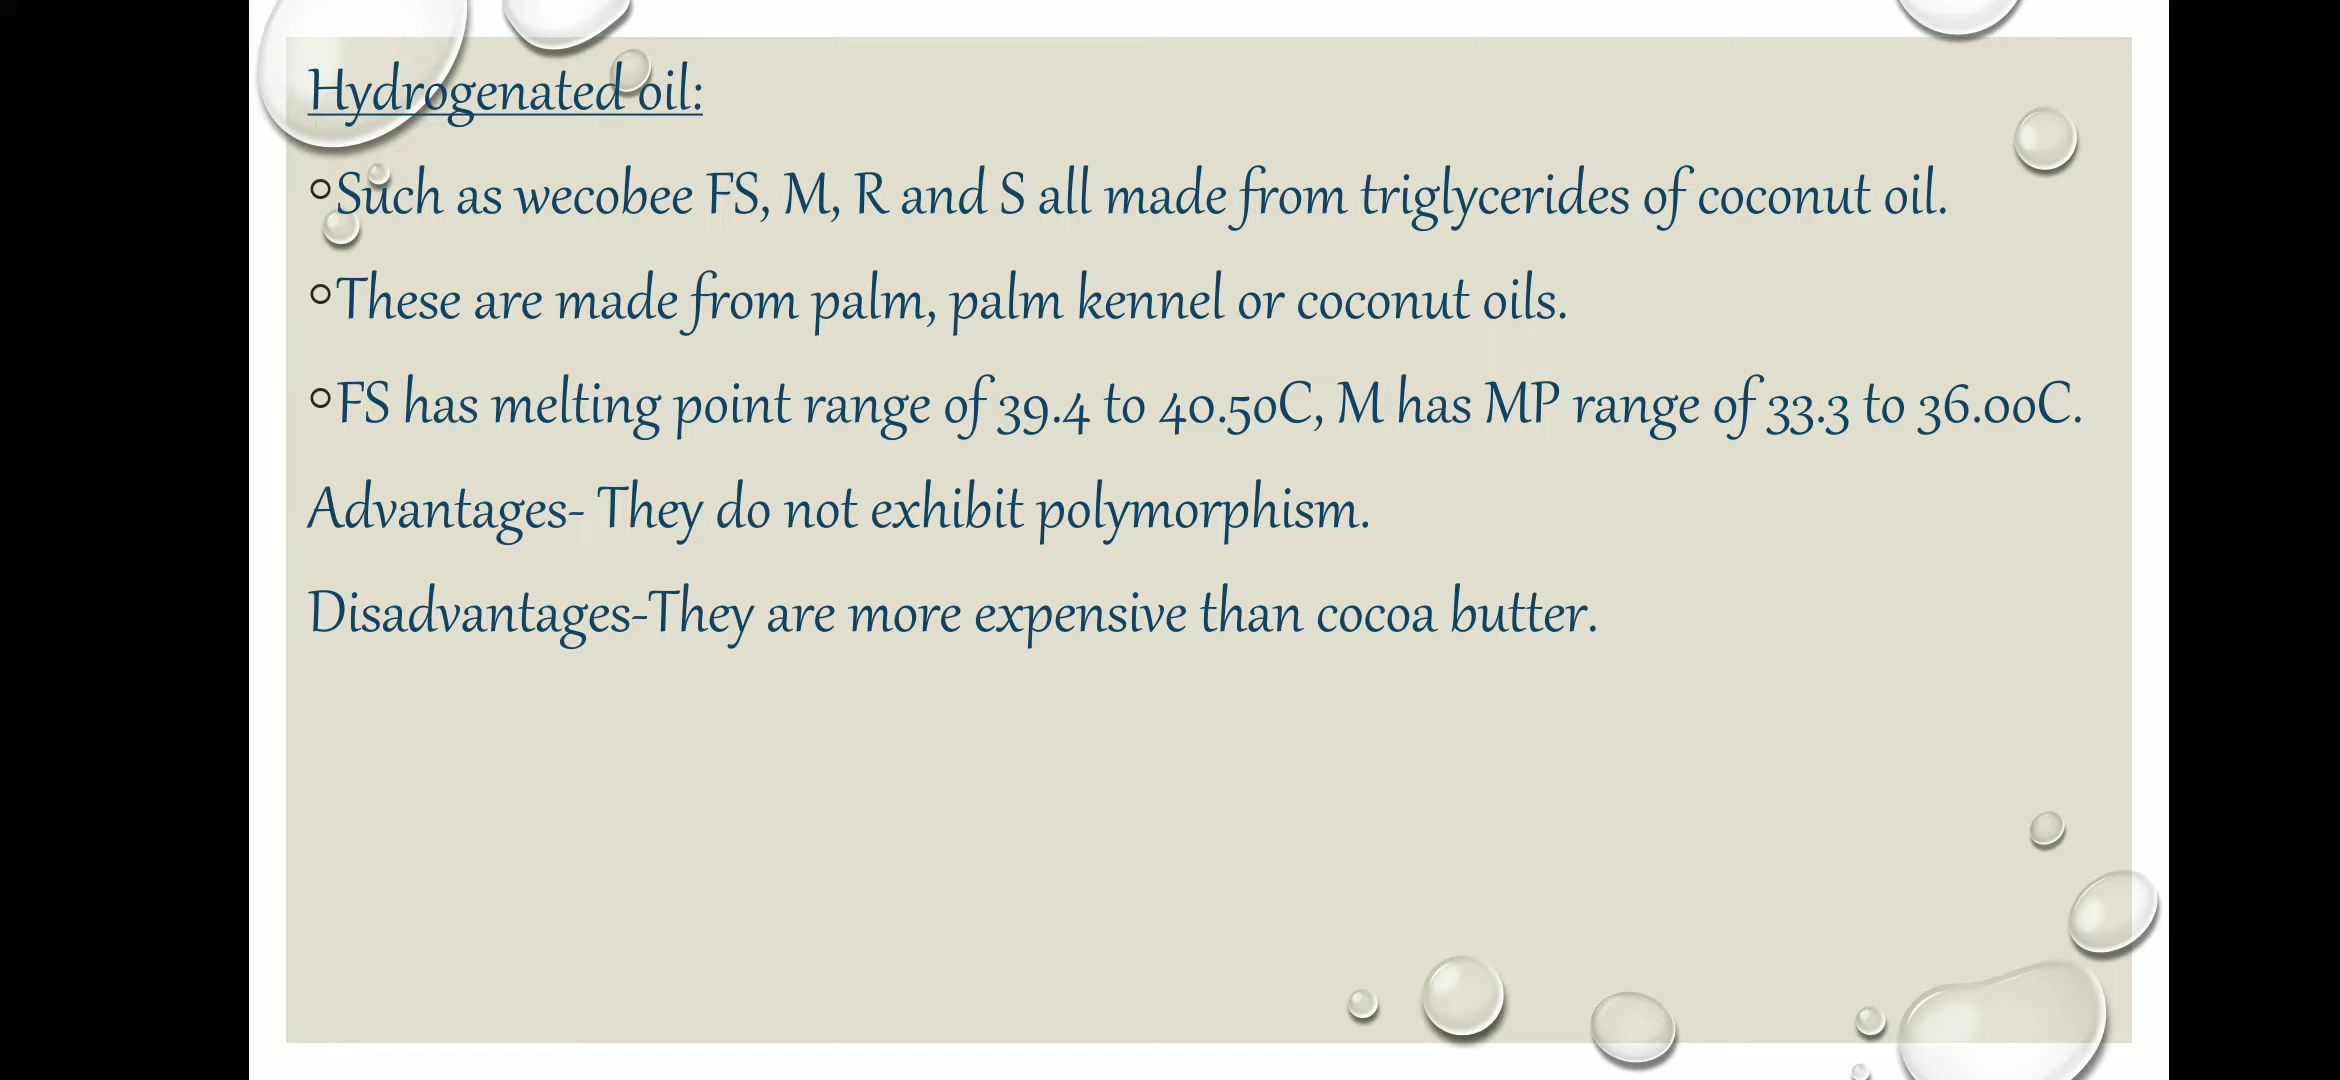 Hydrogenated oil:
°Such as wecobee FS, M, R and S all made from triglycerides of coconut oil.
°These are made from palm, palm kennel or coconut oils.
°FS has melting point range of 39.4 to 40.50C, M has MP range of 33.3 to 36.00C.
Advantages- They do not exhibit polymorphism.
Disadvantages-They are more expensive than cocoa butter.